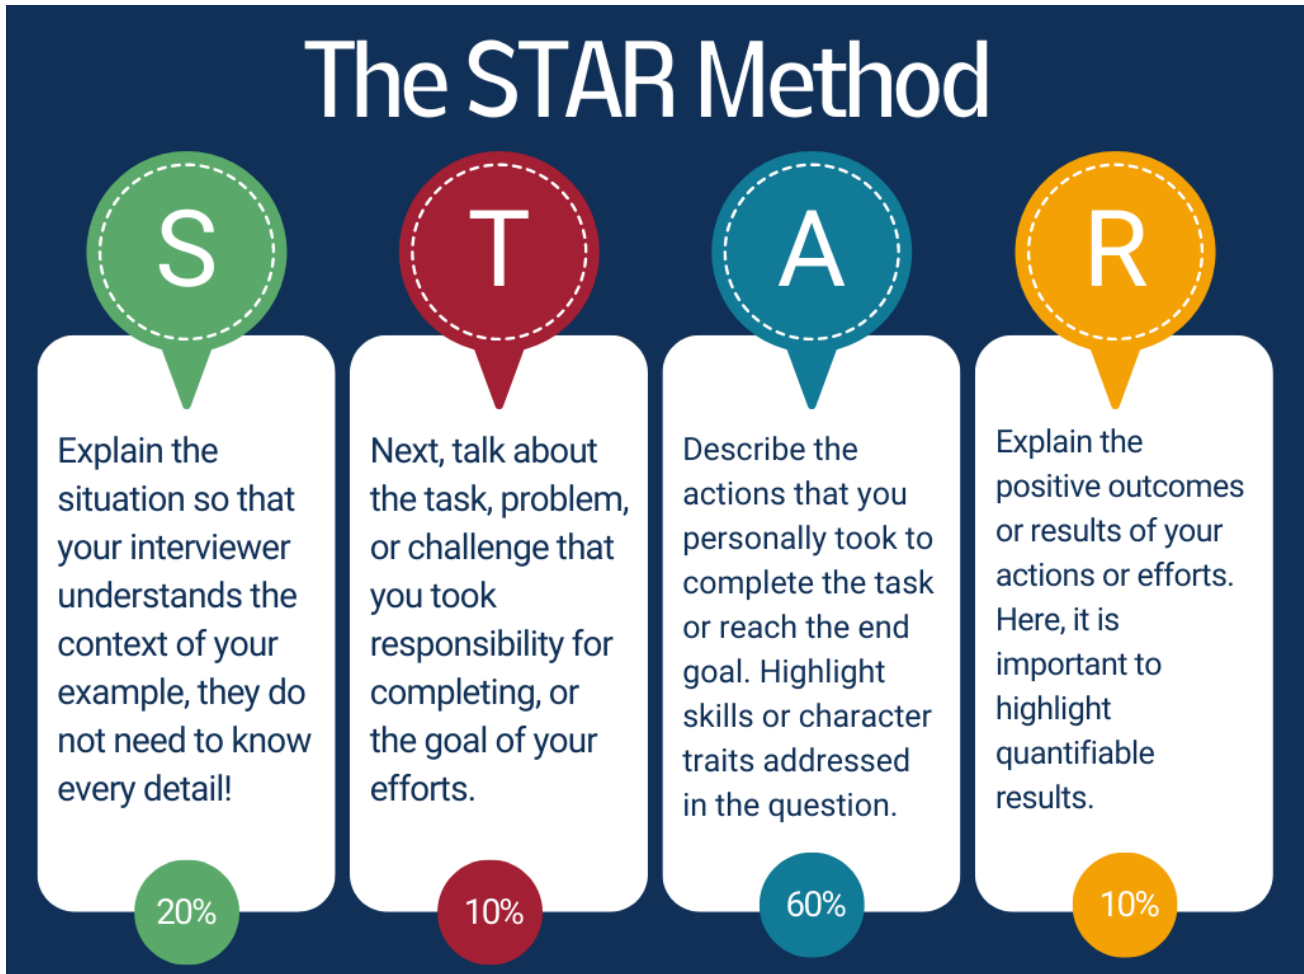 The STAR Method
S
Explain the
situation so that
your interviewer
understands the
context of your
example, they do
not need to know
every detail!
20%
T
Next, talk about
the task, problem,
or challenge that
you took
responsibility for
completing, or
the goal of your
efforts.
10%
A
Describe the
actions that you
personally took to
complete the task
or reach the end
goal. Highlight
skills or character
traits addressed
in the question.
60%
R
Explain the
positive outcomes
or results of your
actions or efforts.
Here, it is
important to
highlight
quantifiable
results.
10%